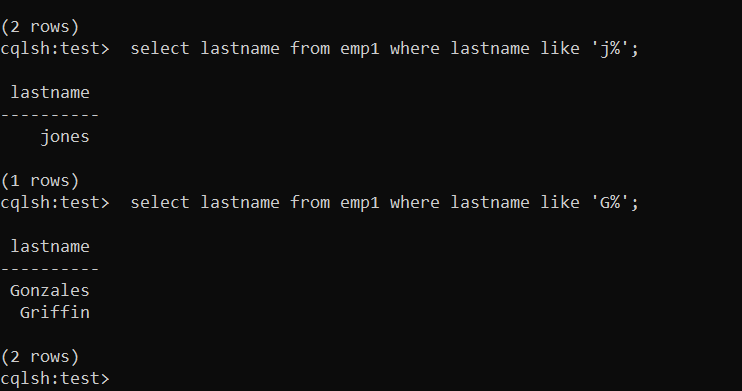 (2 rows)
cqlsh:test>  select lastname from emp1 where lastname like 'j%';
 lastname
----------
    jones
(1 rows)
cqlsh:test>  select lastname from emp1 where lastname like 'G%';
 lastname
----------
 Gonzales
  Griffin
(2 rows)
cqlsh:test>